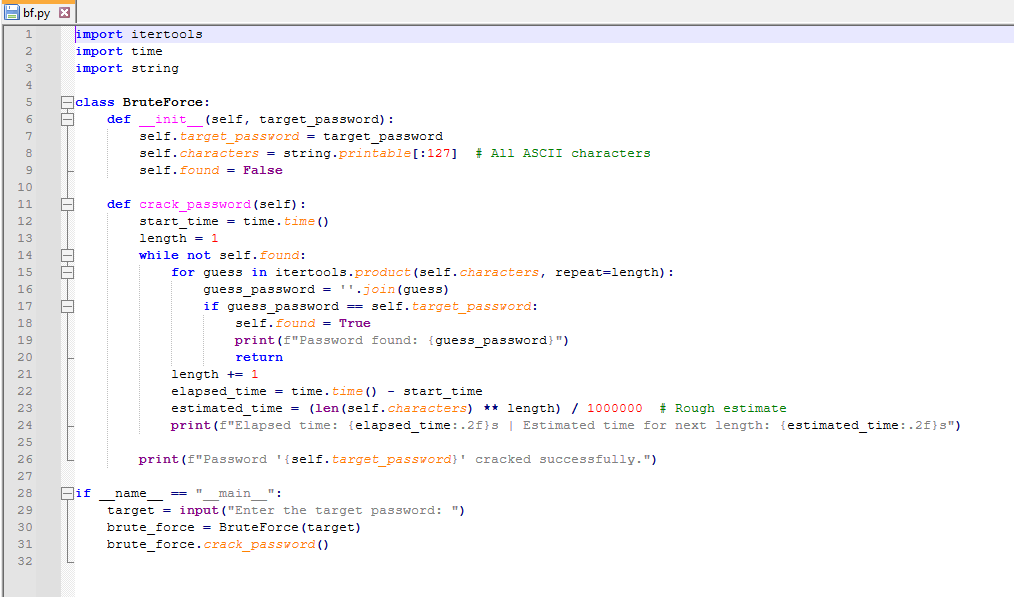 bf.py
1 import itertools
2 import time
3 import string
4
5 class BruteForce:
6     def __init__(self, target_password):
7         self.target_password = target_password
8         self.characters = string.printable[:127]  # All ASCII characters
9         self.found = False
10
11     def crack_password(self):
12         start_time = time.time()
13         length = 1
14         while not self.found:
15             for guess in itertools.product(self.characters, repeat=length):
16                 guess_password = ''.join(guess)
17                 if guess_password == self.target_password:
18                     self.found = True
19                     print(f"Password found: {guess_password}")
20                     return
21             length += 1
22             elapsed_time = time.time() - start_time
23             estimated_time = (len(self.characters) ** length) / 1000000  # Rough estimate
24             print(f"Elapsed time: {elapsed_time:.2f}s | Estimated time for next length: {estimated_time:.2f}s")
25
26         print(f"Password '{self.target_password}' cracked successfully.")
27
28 if __name__ == "__main__":
29     target = input("Enter the target password: ")
30     brute_force = BruteForce(target)
31     brute_force.crack_password()
32